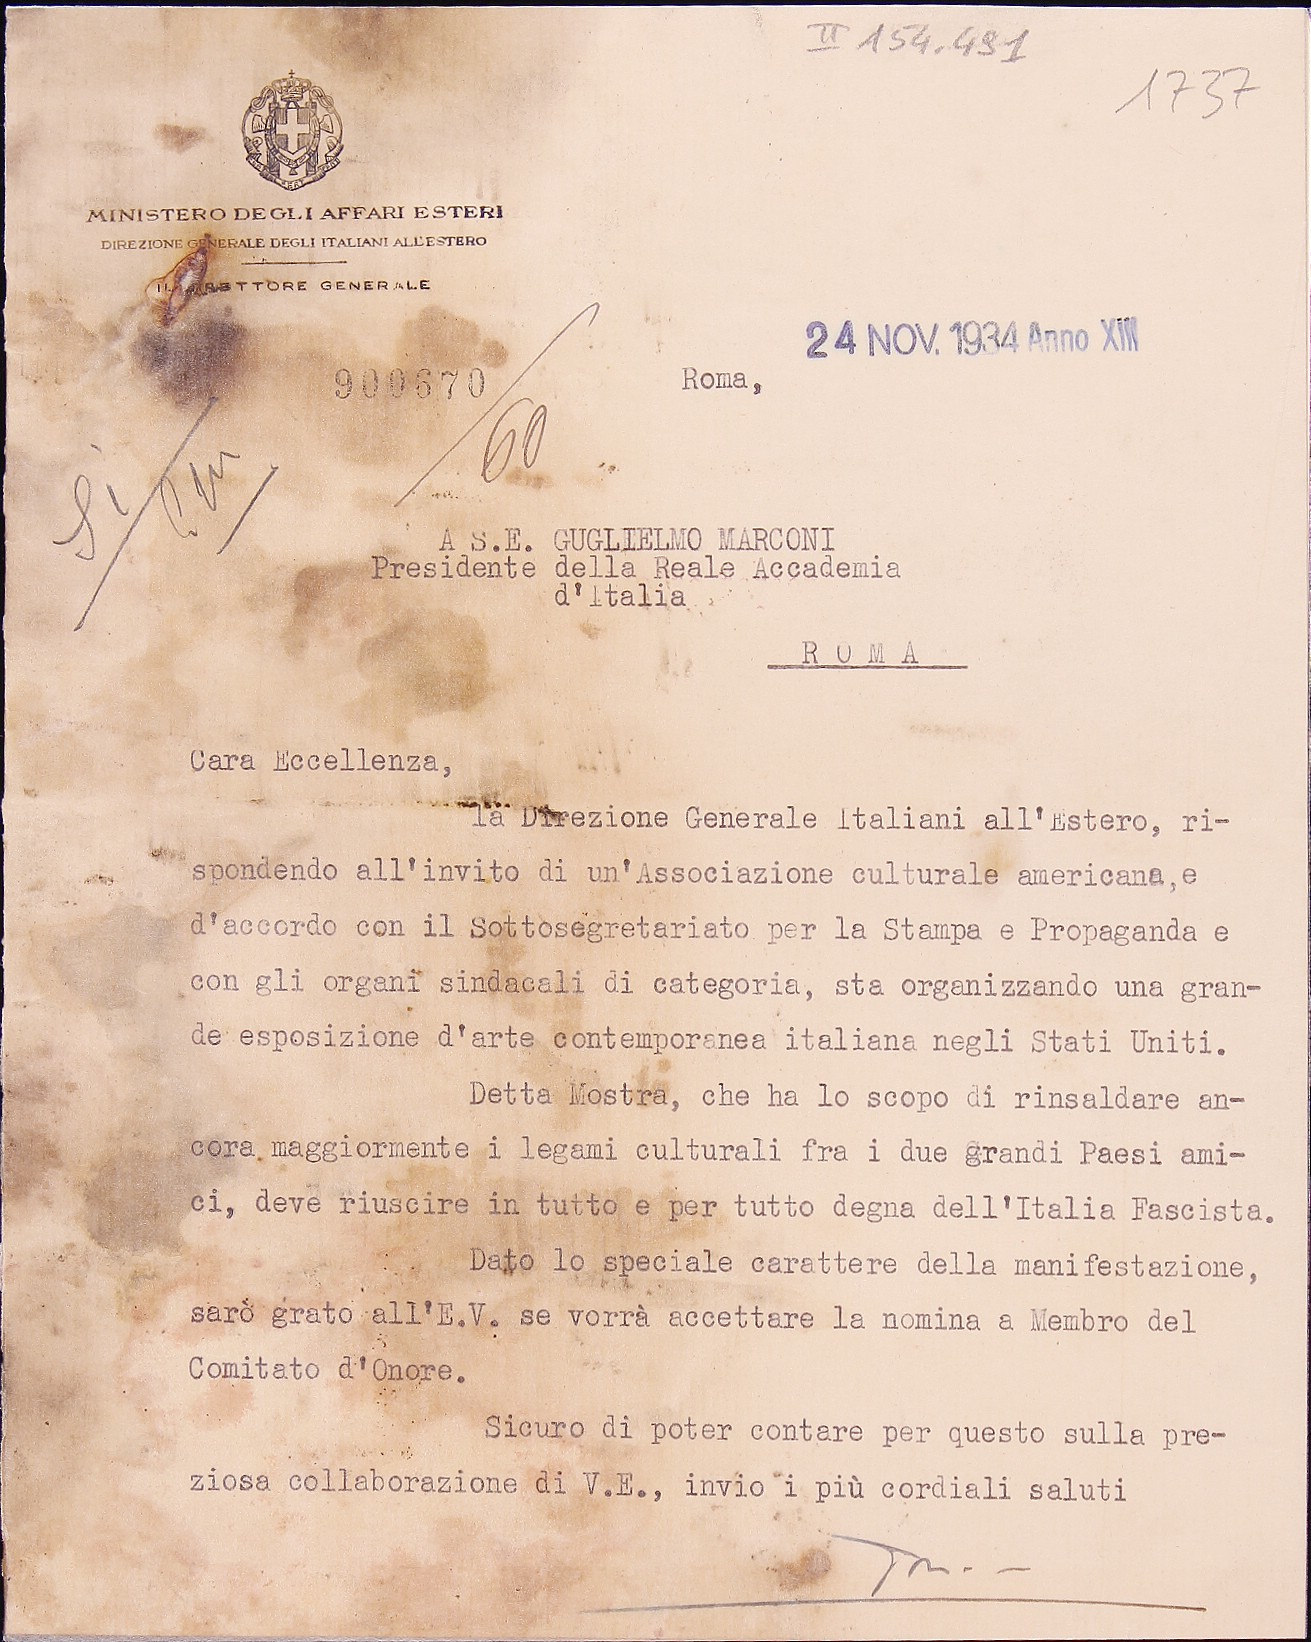 II 154.491
1737
MINISTERO DEGLI AFFARI ESTERI
DIREZIONE GENERALE DEGLI ITALIANI ALL'ESTERO
IL DIRETTORE GENERALE
24 NOV. 1934 Anno XIII
Roma,
900670
60
Si
A S.E. GUGLIELMO MARCONI
Presidente della Reale Accademia
d'Italia
ROMA
Cara Eccellenza,
la Direzione Generale Italiani all'Estero, ri-
spondendo all'invito di un'Associazione culturale americana,e
d'accordo con il Sottosegretariato per la Stampa e Propaganda e
con gli organi sindacali di categoria, sta organizzando una gran-
de esposizione d'arte contemporanea italiana negli Stati Uniti.
Detta Mostra, che ha lo scopo di rinsaldare an-
cora maggiormente i legami culturali fra i due grandi Paesi ami-
ci, deve riuscire in tutto e per tutto degna dell'Italia Fascista.
Dato lo speciale carattere della manifestazione,
sarò grato all'E.V. se vorrà accettare la nomina a Membro del
Comitato d'Onore.
Sicuro di poter contare per questo sulla pre-
ziosa collaborazione di V.E., invio i più cordiali saluti